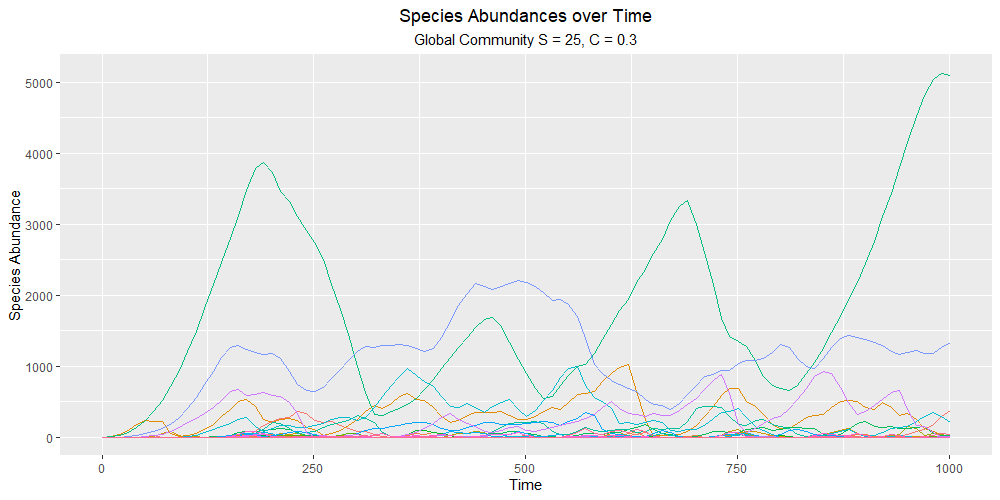 Species Abundances over Time
Global Community S = 25, C = 0.3
Species Abundance
5000
4000
3000
2000
1000
0
0 250 500 750 1000
Time